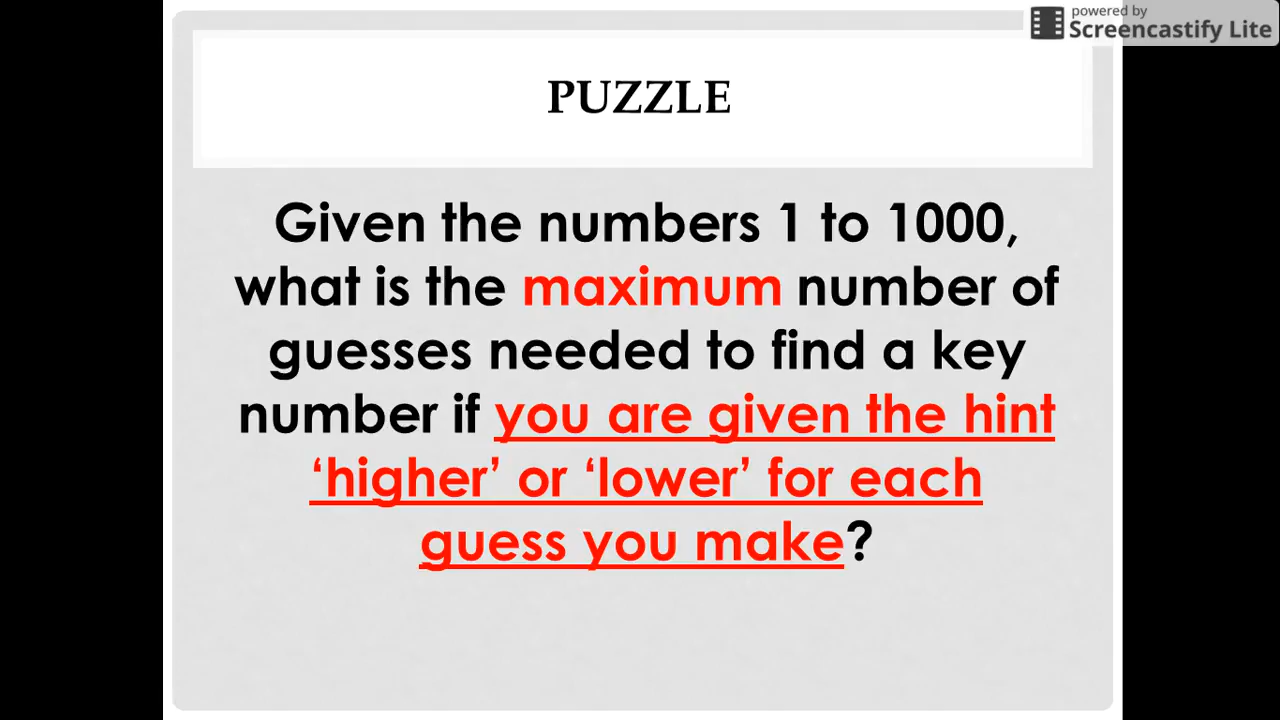 powered by
Screencastify Lite
PUZZLE
Given the numbers 1 to 1000,
what is the maximum number of
guesses needed to find a key
number if you are given the hint
‘higher’ or ‘lower’ for each
guess you make?